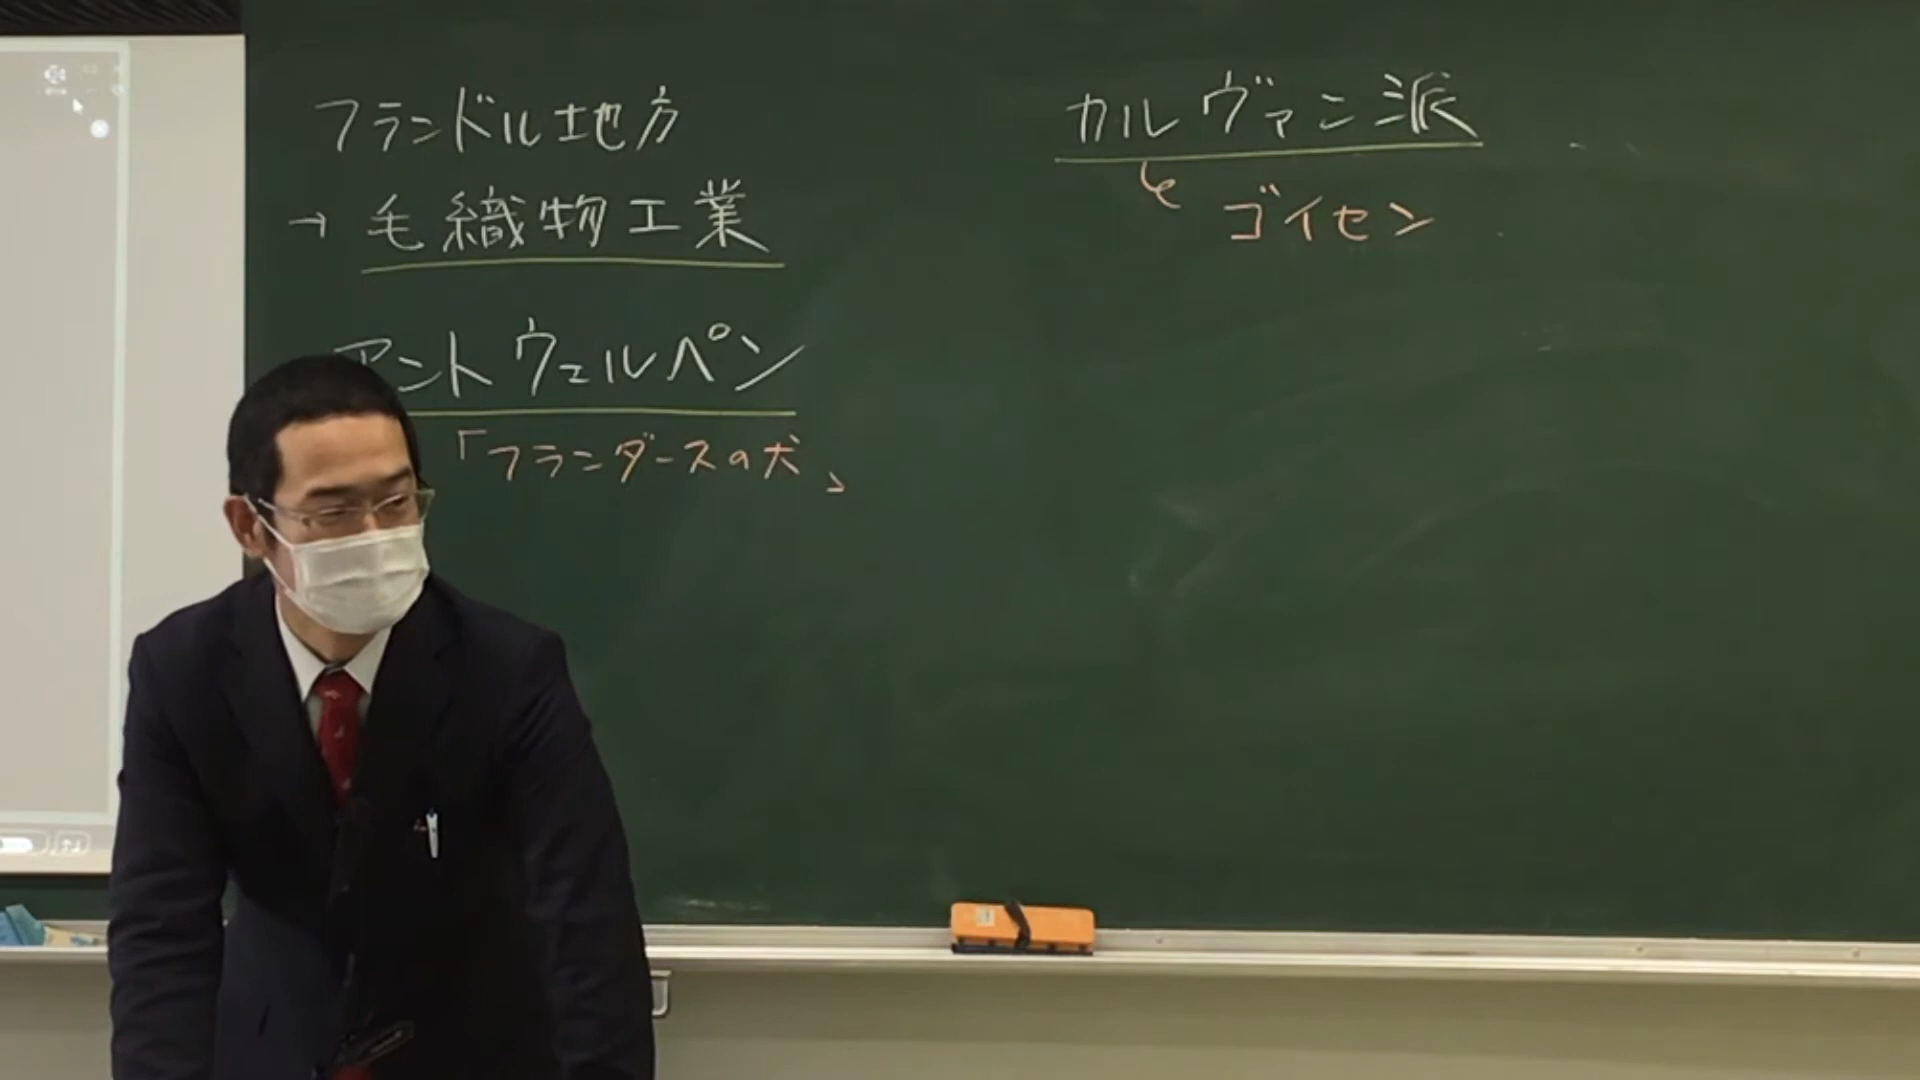 フランドル地方
→ 毛織物工業
アントウェルペン
「フランダースの犬」
カルヴァン派
ゴイセン